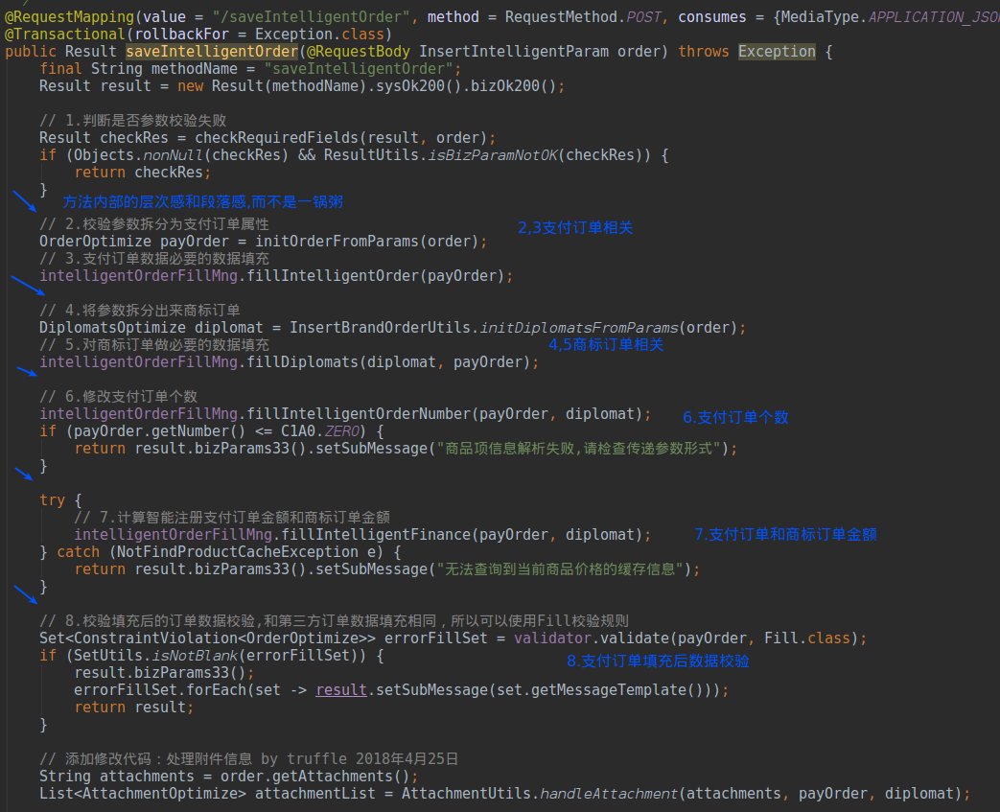 @RequestMapping(value = "/saveIntelligentOrder", method = RequestMethod.POST, consumes = {MediaType.APPLICATION_JSO
@Transactional(rollbackFor = Exception.class)
public Result saveIntelligentOrder(@RequestBody InsertIntelligentParam order) throws Exception {
final String methodName = "saveIntelligentOrder";
Result result = new Result(methodName).sysOk200().bizOk200();
// 1.判断是否参数校验失败
Result checkRes = checkRequiredFields(result, order);
if (Objects.nonNull(checkRes) && ResultUtils.isBizParamNotOK(checkRes)) {
return checkRes;
}
方法内部的层次感和段落感,而不是一锅粥
// 2.校验参数拆分为支付订单属性
2,3支付订单相关
OrderOptimize payOrder = initOrderFromParams(order);
// 3.支付订单数据必要的数据填充
intelligentOrderFillMng.fillIntelligentOrder(payOrder);
// 4.将参数拆分出来商标订单
DiplomatsOptimize diplomat = InsertBrandOrderUtils.initDiplomatsFromParams(order);
// 5.对商标订单做必要的数据填充
4,5商标订单相关
intelligentOrderFillMng.fillDiplomats(diplomat, payOrder);
// 6.修改支付订单个数
intelligentOrderFillMng.fillIntelligentOrderNumber(payOrder, diplomat);
6.支付订单个数
if (payOrder.getNumber() <= C1A0.ZERO) {
return result.bizParams33().setSubMessage("商品项信息解析失败,请检查传递参数形式");
}
try {
// 7.计算智能注册支付订单金额和商标订单金额
intelligentOrderFillMng.fillIntelligentFinance(payOrder, diplomat);
7.支付订单和商标订单金额
} catch (NotFindProductCacheException e) {
return result.bizParams33().setSubMessage("无法查询到当前商品价格的缓存信息");
}
// 8.校验填充后的订单数据校验,和第三方订单数据填充相同，所以可以使用Fill校验规则
Set<ConstraintViolation<OrderOptimize>> errorFillSet = validator.validate(payOrder, Fill.class);
if (SetUtils.isNotBlank(errorFillSet)) {
8.支付订单填充后数据校验
result.bizParams33();
errorFillSet.forEach(set -> result.setSubMessage(set.getMessageTemplate()));
return result;
}
// 添加修改代码：处理附件信息 by truffle 2018年4月25日
String attachments = order.getAttachments();
List<AttachmentOptimize> attachmentList = AttachmentUtils.handleAttachment(attachments, payOrder, diplomat);